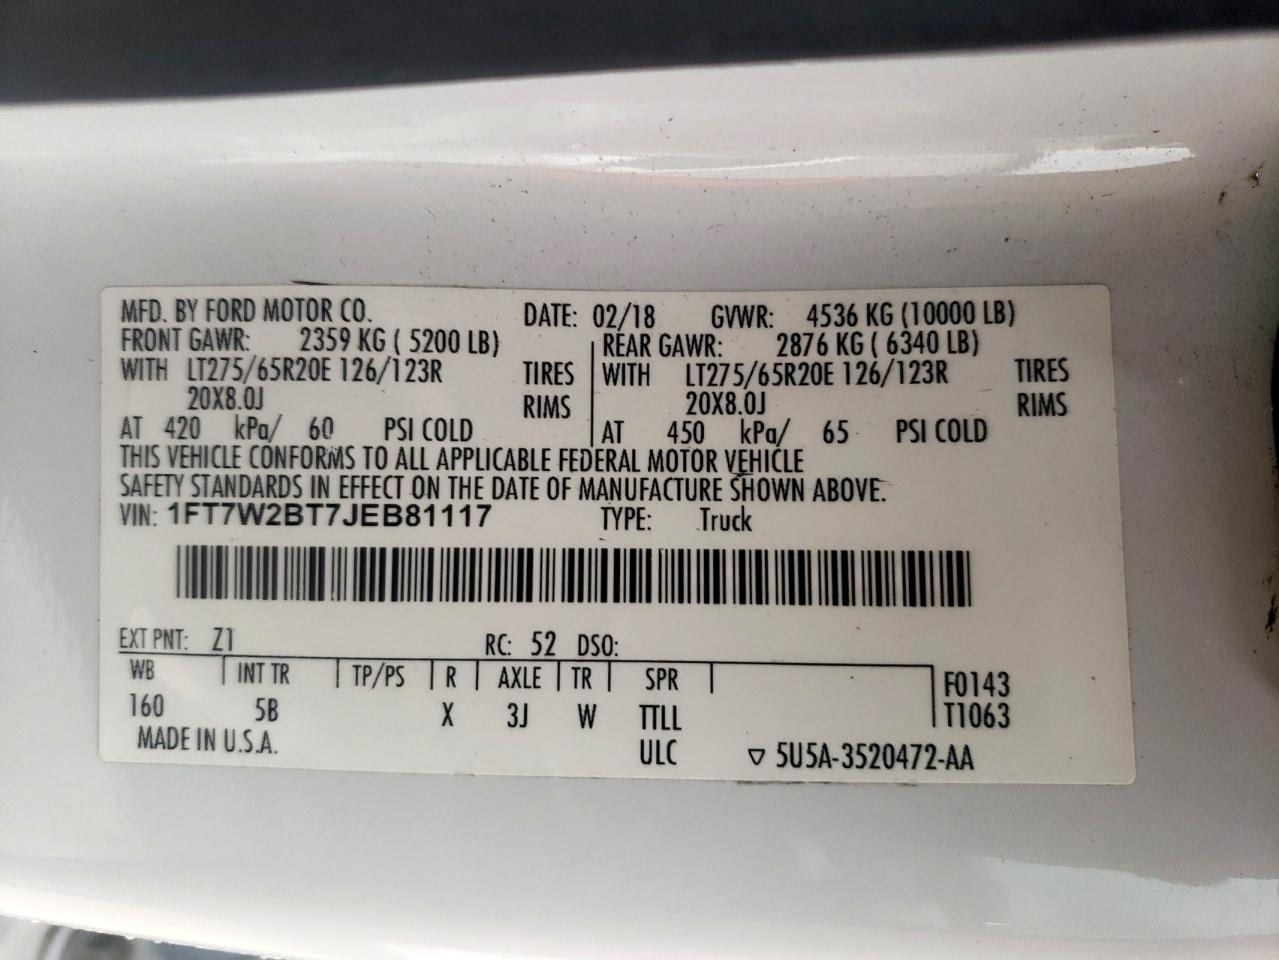 MFD. BY FORD MOTOR CO. DATE: 02/18 GVWR: 4536 KG (10000 LB)
FRONT GAWR: 2359 KG ( 5200 LB) REAR GAWR: 2876 KG ( 6340 LB)
WITH LT275/65R20E 126/123R TIRES WITH LT275/65R20E 126/123R TIRES
20X8.0J RIMS 20X8.0J RIMS
AT 420 kPa/ 60 PSI COLD AT 450 kPa/ 65 PSI COLD
THIS VEHICLE CONFORMS TO ALL APPLICABLE FEDERAL MOTOR VEHICLE
SAFETY STANDARDS IN EFFECT ON THE DATE OF MANUFACTURE SHOWN ABOVE.
VIN: 1FT7W2BT7JEB81117 TYPE: Truck
EXT PNT: Z1 RC: 52 DSO:
WB INT TR TP/PS R AXLE TR SPR F0143
160 5B X 3J W TTLL T1063
MADE IN U.S.A. ULC ▽ 5U5A-3520472-AA